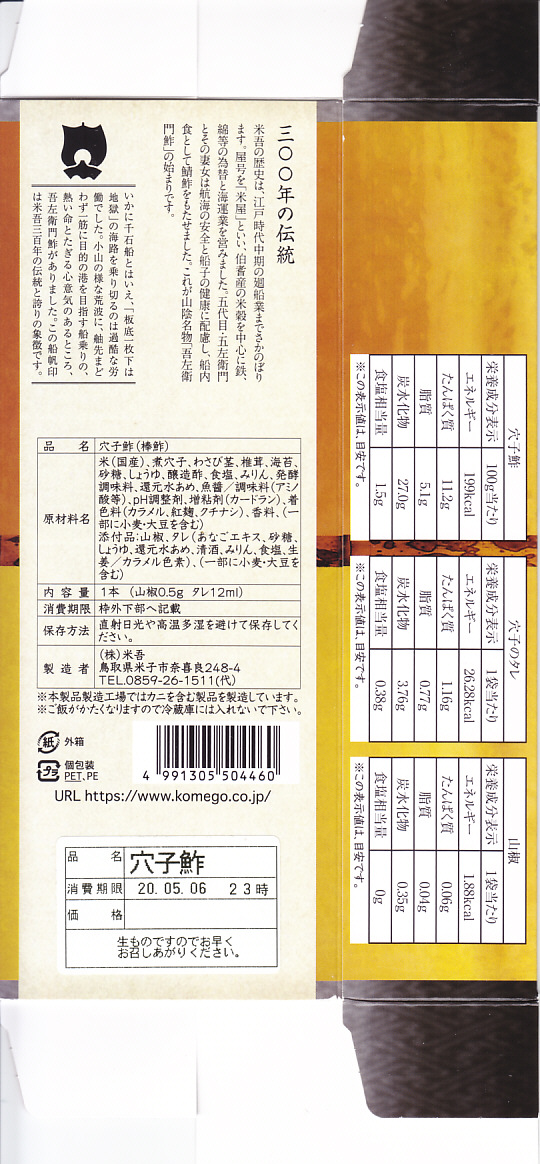 三〇〇年の伝統
米吾の歴史は、江戸時代中期の廻船業までさかのぼり
ます。屋号を「米屋」といい、伯耆産の米穀を中心に鉄、
綿等の為替と海運業を営みました。五代目・五左衛門
とその妻女は航海の安全と船子の健康に配慮し、船内
食として鯖鮓をもたせました。これが山陰名物「吾左衛
門鮓」の始まりです。
いかに千石船とはいえ、「板底一枚下は
地獄」の海路を乗り切るのは過酷な労
働でした。小山の様な荒波に、舳先まど
わず一筋に目的の港を目指す船乗りの、
熱い命とたぎる心意気のあるところ、
吾左衛門鮓がありました。この船帆印
は米吾三百年の伝統と誇りの象徴です。
品名 穴子鮓(棒鮓)
原材料名 米(国産)、煮穴子、わさび茎、椎茸、海苔、
砂糖、しょうゆ、醸造酢、食塩、みりん、発酵
調味料、還元水あめ、魚醤/調味料(アミノ
酸等)、pH調整剤、増粘剤(カードラン)、着
色料(カラメル、紅麹、クチナシ)、香料、(一
部に小麦・大豆を含む)
添付品:山椒、タレ(あなごエキス、砂糖、
しょうゆ、還元水あめ、清酒、みりん、食塩、生
姜/カラメル色素)、(一部に小麦・大豆を
含む)
内容量 1本 (山椒0.5g タレ12ml)
消費期限 枠外下部へ記載
保存方法 直射日光や高温多湿を避けて保存してく
ださい。
製造者 (株)米吾
鳥取県米子市奈喜良248-4
TEL.0859-26-1511(代)
※本製品製造工場ではカニを含む製品を製造しています。
※ご飯がかたくなりますので冷蔵庫には入れないで下さい。
紙 外箱
プラ 個包装
PET、PE
4 991305 504460
URL https://www.komego.co.jp/
品名 穴子鮓
消費期限 20.05.06 23時
価格
生ものですのでお早く
お召しあがりください。
穴子鮓
栄養成分表示 100g当たり
エネルギー 199kcal
たんぱく質 11.2g
脂質 5.1g
炭水化物 27.0g
食塩相当量 1.5g
※この表示値は、目安です。
穴子のタレ
栄養成分表示 1袋当たり
エネルギー 26.28kcal
たんぱく質 1.16g
脂質 0.77g
炭水化物 3.76g
食塩相当量 0.38g
※この表示値は、目安です。
山椒
栄養成分表示 1袋当たり
エネルギー 1.88kcal
たんぱく質 0.06g
脂質 0.04g
炭水化物 0.35g
食塩相当量 0g
※この表示値は、目安です。